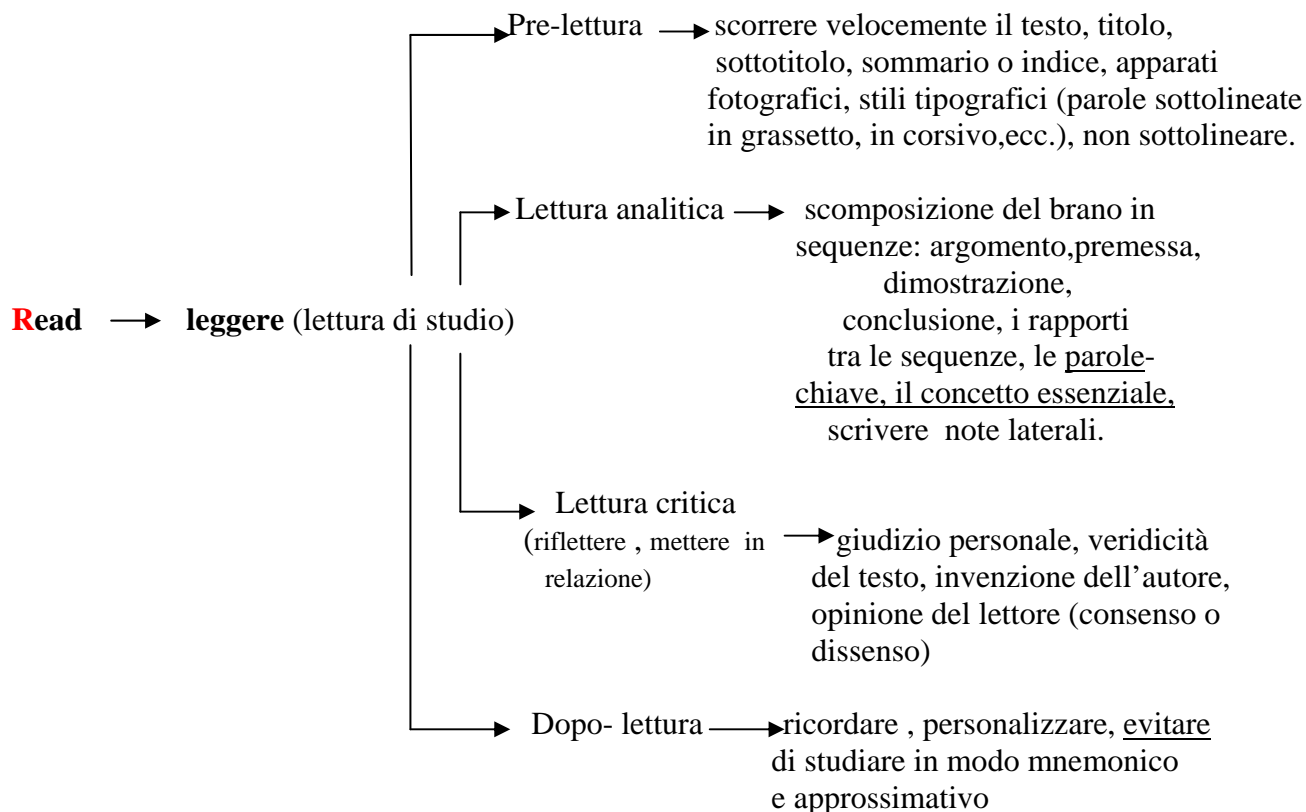 Pre-lettura scorrere velocemente il testo, titolo,
sottotitolo, sommario o indice, apparati
fotografici, stili tipografici (parole sottolineate
in grassetto, in corsivo,ecc.), non sottolineare.
Lettura analitica scomposizione del brano in
sequenze: argomento,premessa,
dimostrazione,
Read leggere (lettura di studio)
conclusione, i rapporti
tra le sequenze, le parole-
chiave, il concetto essenziale,
scrivere note laterali.
Lettura critica
(riflettere , mettere in
relazione)
giudizio personale, veridicità
del testo, invenzione dell’autore,
opinione del lettore (consenso o
dissenso)
Dopo- lettura ricordare , personalizzare, evitare
di studiare in modo mnemonico
e approssimativo